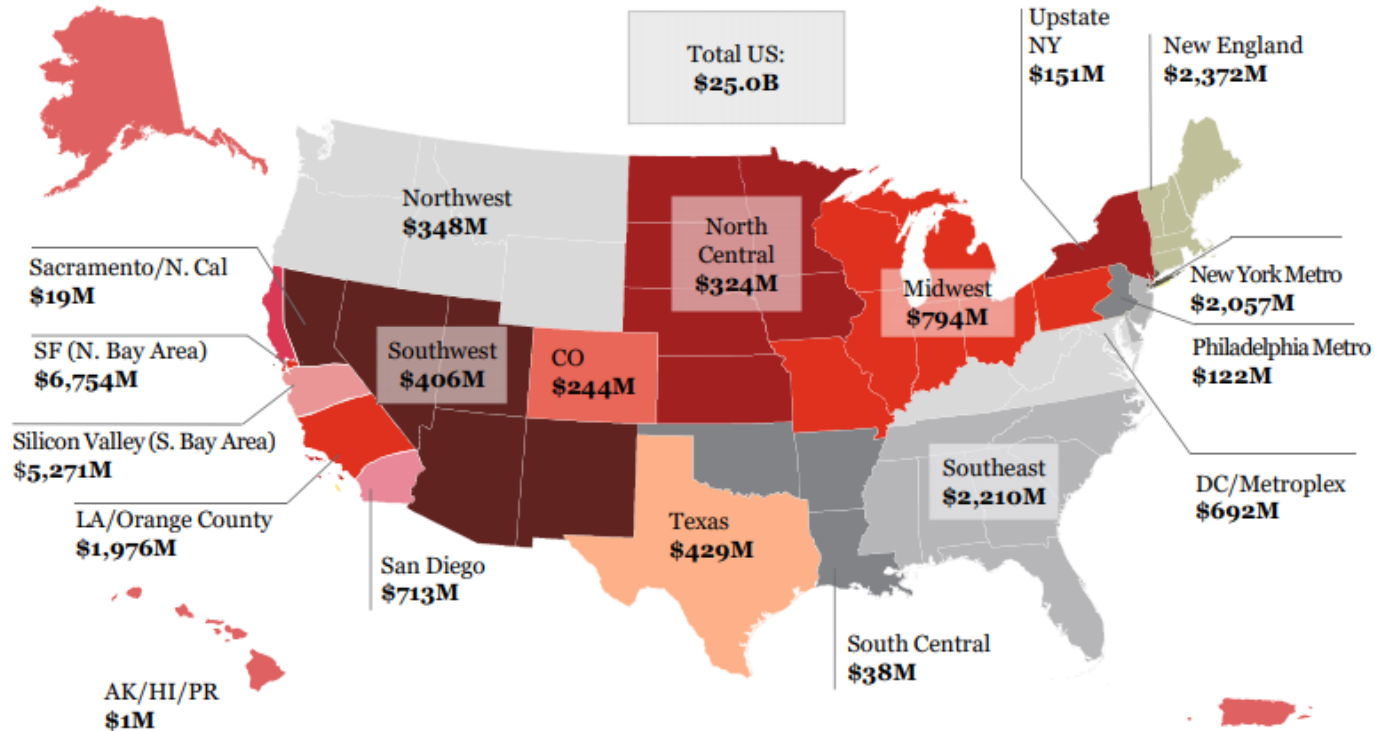 Total US:
$25.0B
Upstate
NY
$151M
New England
$2,372M
Northwest
$348M
North
Central
$324M
Midwest
$794M
New York Metro
$2,057M
Sacramento/N. Cal
$19M
SF (N. Bay Area)
$6,754M
Southwest
$406M
CO
$244M
Philadelphia Metro
$122M
Silicon Valley (S. Bay Area)
$5,271M
Southeast
$2,210M
DC/Metroplex
$692M
LA/Orange County
$1,976M
Texas
$429M
San Diego
$713M
South Central
$38M
AK/HI/PR
$1M